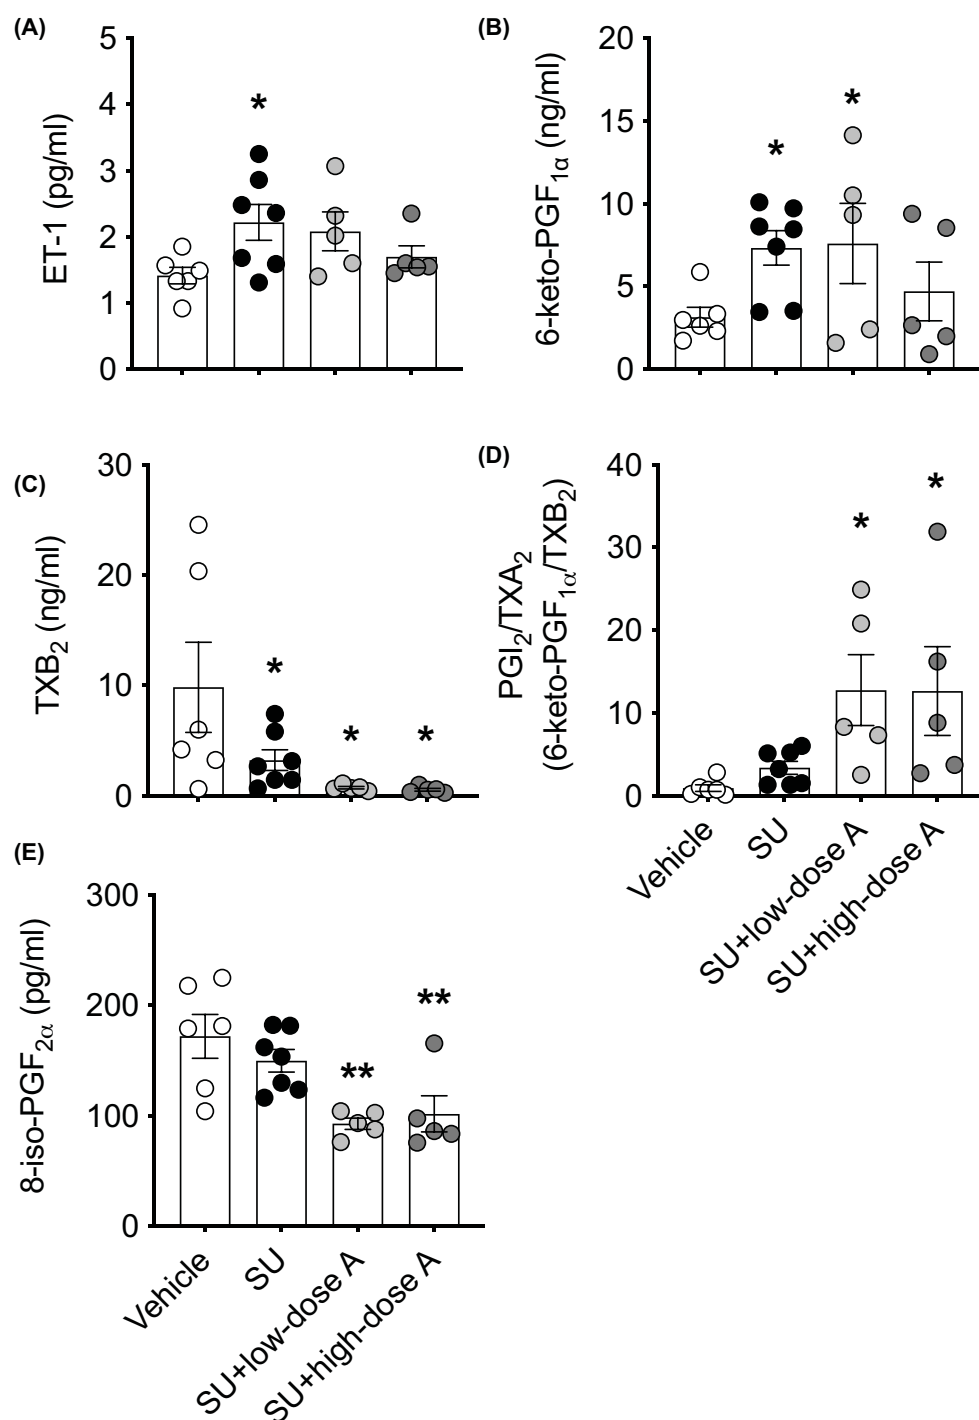 (A)
ET-1 (pg/ml)
5
4
3
2
1
0
*
(B)
6-keto-PGF1α (ng/ml)
20
15
10
5
0
*
*
(C)
TXB2 (ng/ml)
30
20
10
0
*
*
*
(D)
PGI2/TXA2
(6-keto-PGF1α/TXB2)
40
30
20
10
0
*
*
Vehicle
SU
SU+low-dose A
SU+high-dose A
(E)
8-iso-PGF2α (pg/ml)
300
200
100
0
**
**
Vehicle
SU
SU+low-dose A
SU+high-dose A